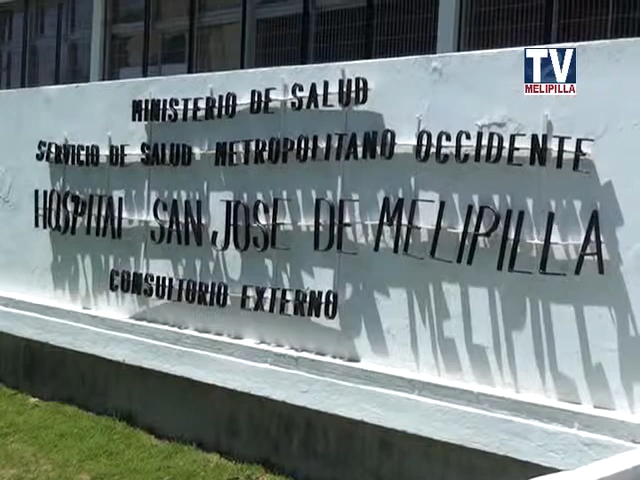 TV
MELIPILLA
MINISTERIO DE SALUD
SERVICIO DE SALUD METROPOLITANO OCCIDENTE
HOSPITAl SAN JOSE DE MELIPILLA
CONSULTORIO EXTERNO